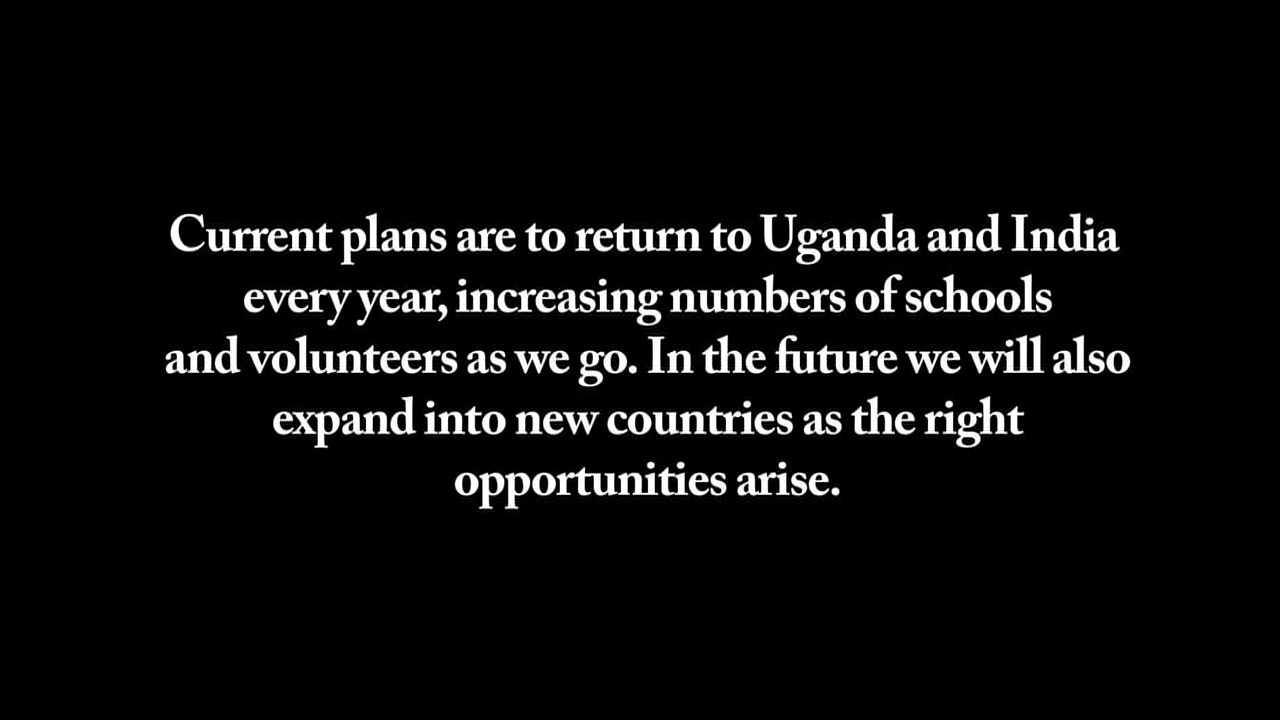 Current plans are to return to Uganda and India
every year, increasing numbers of schools
and volunteers as we go. In the future we will also
expand into new countries as the right
opportunities arise.